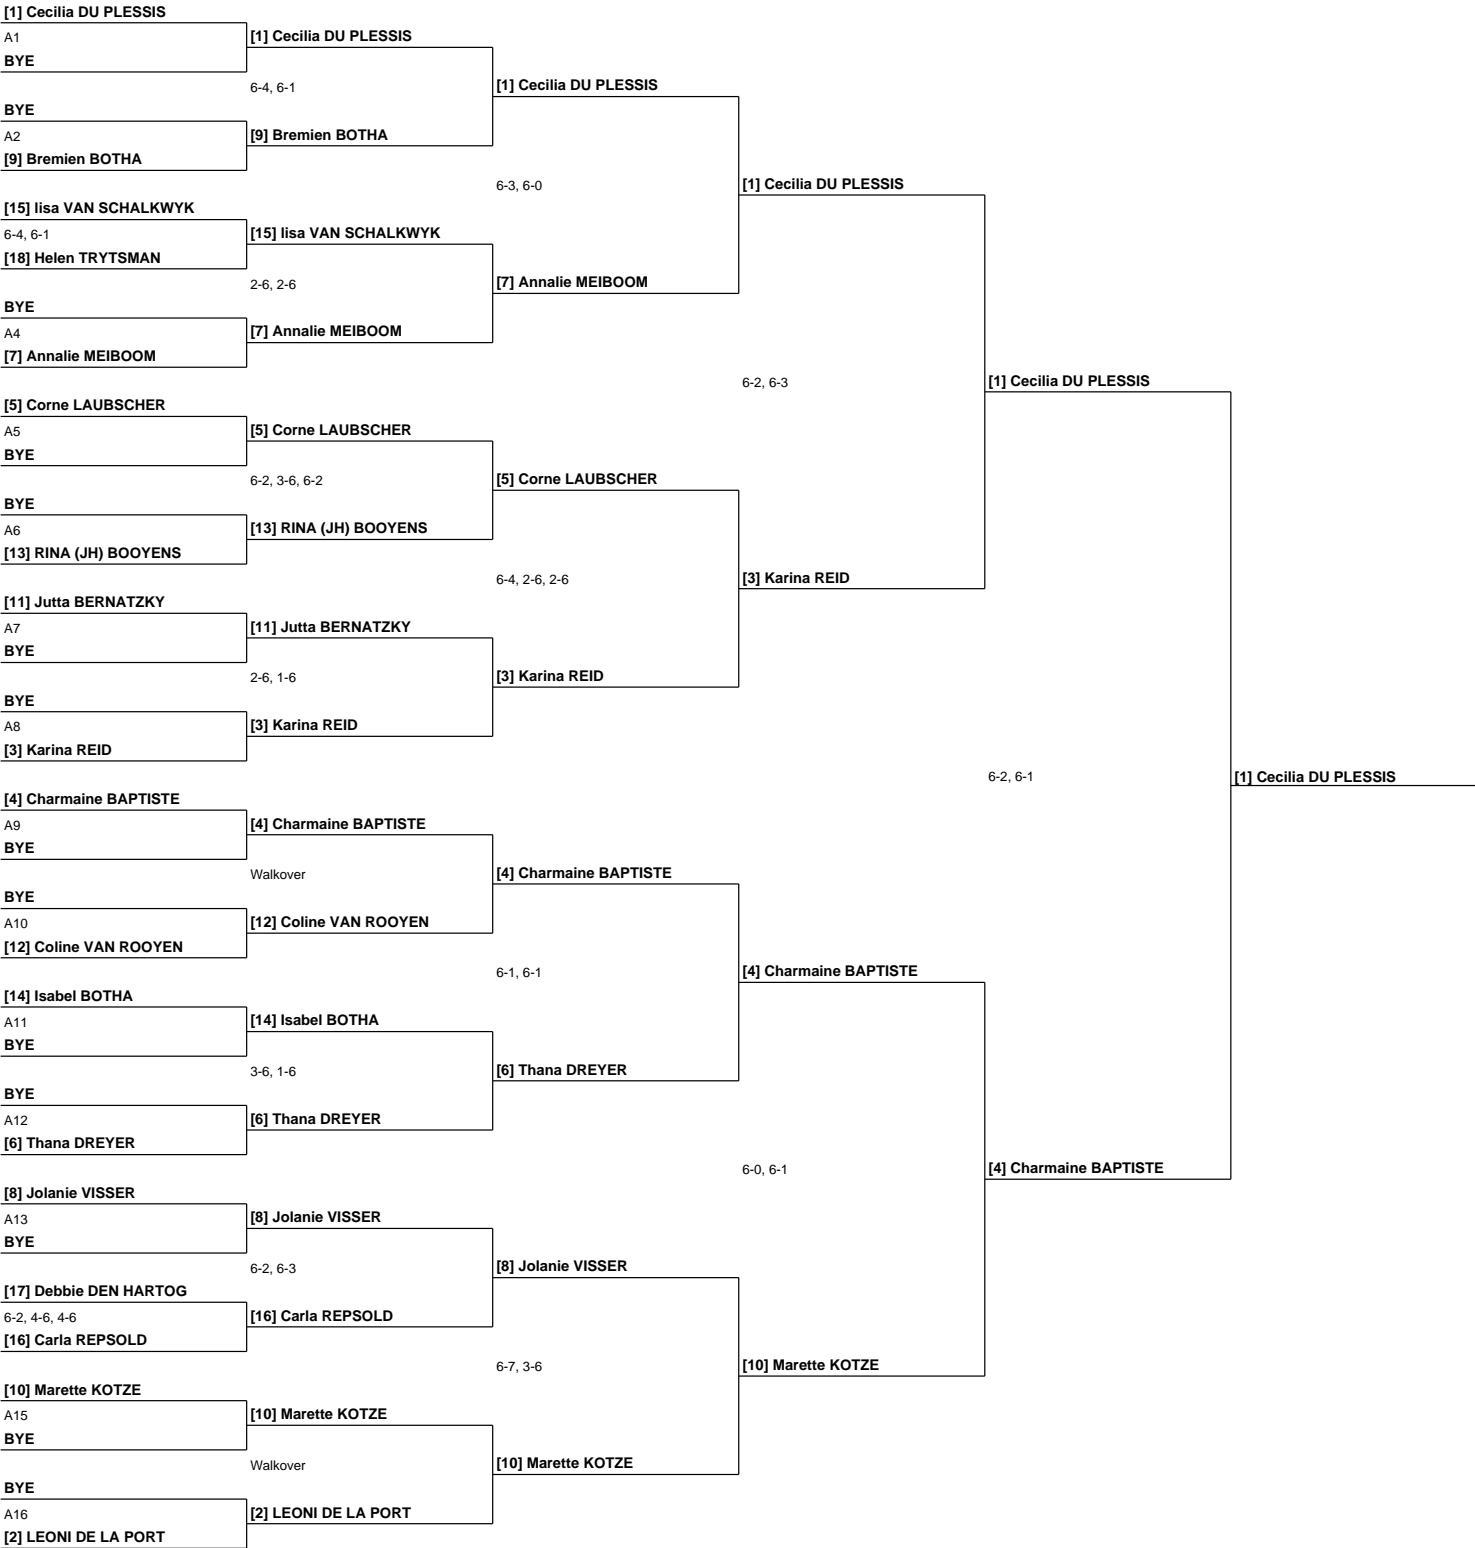 [1] Cecilia DU PLESSIS
A1
BYE
BYE
A2
[9] Bremien BOTHA
[15] lisa VAN SCHALKWYK
6-4, 6-1
[18] Helen TRYTSMAN
BYE
A4
[7] Annalie MEIBOOM
[5] Corne LAUBSCHER
A5
BYE
BYE
A6
[13] RINA (JH) BOOYENS
[11] Jutta BERNATZKY
A7
BYE
BYE
A8
[3] Karina REID
[4] Charmaine BAPTISTE
A9
BYE
BYE
A10
[12] Coline VAN ROOYEN
[14] Isabel BOTHA
A11
BYE
BYE
A12
[6] Thana DREYER
[8] Jolanie VISSER
A13
BYE
[17] Debbie DEN HARTOG
6-2, 4-6, 4-6
[16] Carla REPSOLD
[10] Marette KOTZE
A15
BYE
BYE
A16
[2] LEONI DE LA PORT
[1] Cecilia DU PLESSIS
6-4, 6-1
[9] Bremien BOTHA
[15] lisa VAN SCHALKWYK
2-6, 2-6
[7] Annalie MEIBOOM
[5] Corne LAUBSCHER
6-2, 3-6, 6-2
[13] RINA (JH) BOOYENS
[11] Jutta BERNATZKY
2-6, 1-6
[3] Karina REID
[4] Charmaine BAPTISTE
Walkover
[12] Coline VAN ROOYEN
[14] Isabel BOTHA
3-6, 1-6
[6] Thana DREYER
[8] Jolanie VISSER
6-2, 6-3
[16] Carla REPSOLD
[10] Marette KOTZE
Walkover
[2] LEONI DE LA PORT
[1] Cecilia DU PLESSIS
6-3, 6-0
[7] Annalie MEIBOOM
[5] Corne LAUBSCHER
6-4, 2-6, 2-6
[3] Karina REID
[4] Charmaine BAPTISTE
6-1, 6-1
[6] Thana DREYER
[8] Jolanie VISSER
6-7, 3-6
[10] Marette KOTZE
[1] Cecilia DU PLESSIS
6-2, 6-3
[3] Karina REID
[4] Charmaine BAPTISTE
6-0, 6-1
[10] Marette KOTZE
[1] Cecilia DU PLESSIS
6-2, 6-1
[4] Charmaine BAPTISTE
[1] Cecilia DU PLESSIS